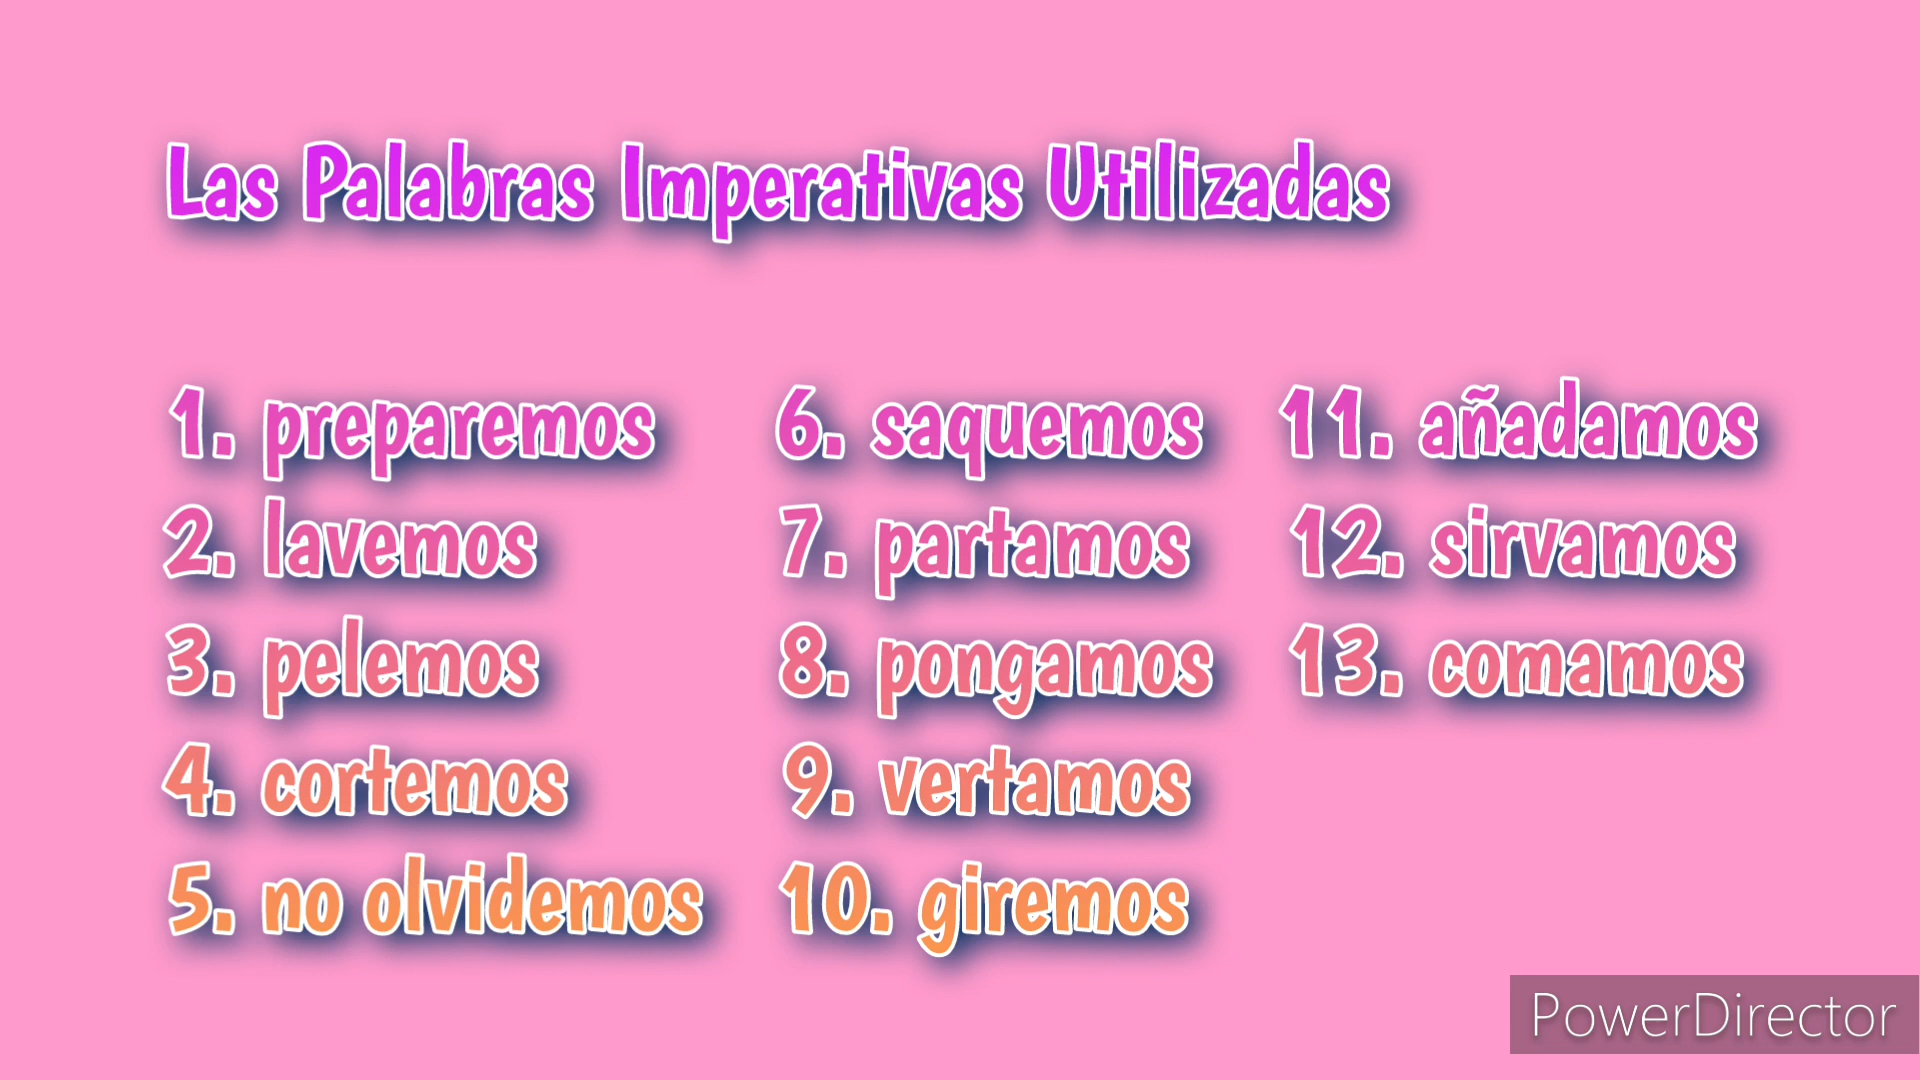 Las Palabras Imperativas Utilizadas
1. preparemos
2. lavemos
3. pelemos
4. cortemos
5. no olvidemos
6. saquemos
7. partamos
8. pongamos
9. vertamos
10. giremos
11. añadamos
12. sirvamos
13. comamos
PowerDirector